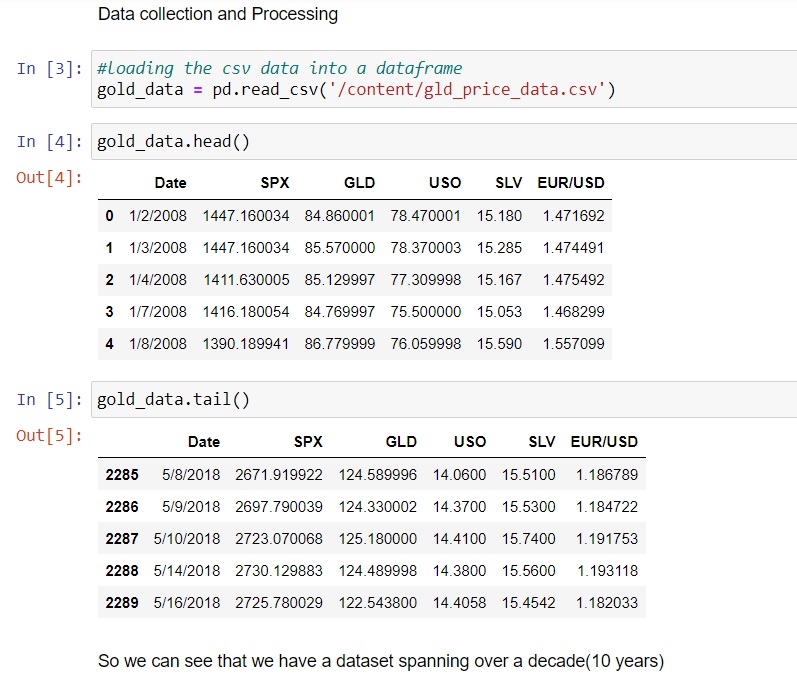 Data collection and Processing
In [3]: #loading the csv data into a dataframe
gold_data = pd.read_csv('/content/gld_price_data.csv')
In [4]: gold_data.head()
Out[4]:
Date SPX GLD USO SLV EUR/USD
0 1/2/2008 1447.160034 84.860001 78.470001 15.180 1.471692
1 1/3/2008 1447.160034 85.570000 78.370003 15.285 1.474491
2 1/4/2008 1411.630005 85.129997 77.309998 15.167 1.475492
3 1/7/2008 1416.180054 84.769997 75.500000 15.053 1.468299
4 1/8/2008 1390.189941 86.779999 76.059998 15.590 1.557099
In [5]: gold_data.tail()
Out[5]:
Date SPX GLD USO SLV EUR/USD
2285 5/8/2018 2671.919922 124.589996 14.0600 15.5100 1.186789
2286 5/9/2018 2697.790039 124.330002 14.3700 15.5300 1.184722
2287 5/10/2018 2723.070068 125.180000 14.4100 15.7400 1.191753
2288 5/14/2018 2730.129883 124.489998 14.3800 15.5600 1.193118
2289 5/16/2018 2725.780029 122.543800 14.4058 15.4542 1.182033
So we can see that we have a dataset spanning over a decade(10 years)